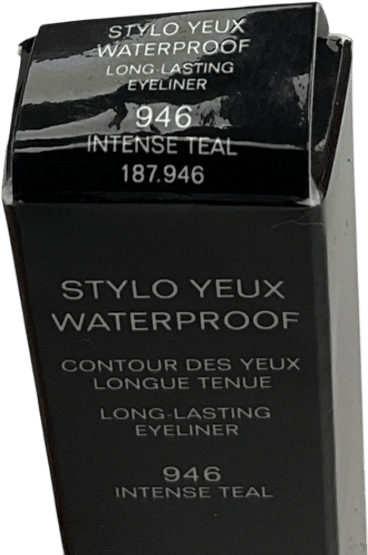 STYLO YEUX
WATERPROOF
LONG-LASTING
EYELINER
946
INTENSE TEAL
187.946
STYLO YEUX
WATERPROOF
CONTOUR DES YEUX
LONGUE TENUE
LONG-LASTING
EYELINER
946
INTENSE TEAL